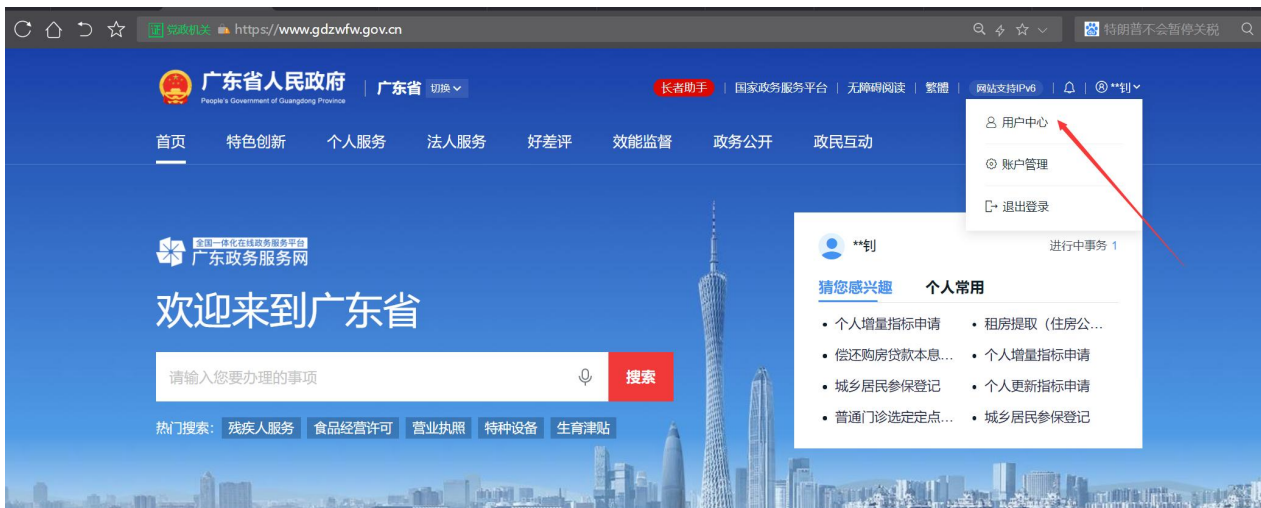 证 党政机关 https://www.gdzwfw.gov.cn 特朗普不会暂停关税
广东省人民政府 广东省 切换
People's Government of Guangdong Province
长者助手 | 国家政务服务平台 | 无障碍阅读 | 繁體 | 网站支持IPv6 | **钊
首页 特色创新 个人服务 法人服务 好差评 效能监督 政务公开 政民互动
用户中心
账户管理
退出登录
全国一体化在线政务服务平台
广东政务服务网
欢迎来到广东省
请输入您要办理的事项 搜索
热门搜索: 残疾人服务 食品经营许可 营业执照 特种设备 生育津贴
**钊 进行中事务 1
猜您感兴趣 个人常用
• 个人增量指标申请 • 租房提取（住房公...
• 偿还购房贷款本息... • 个人增量指标申请
• 城乡居民参保登记 • 个人更新指标申请
• 普通门诊选定定点... • 城乡居民参保登记